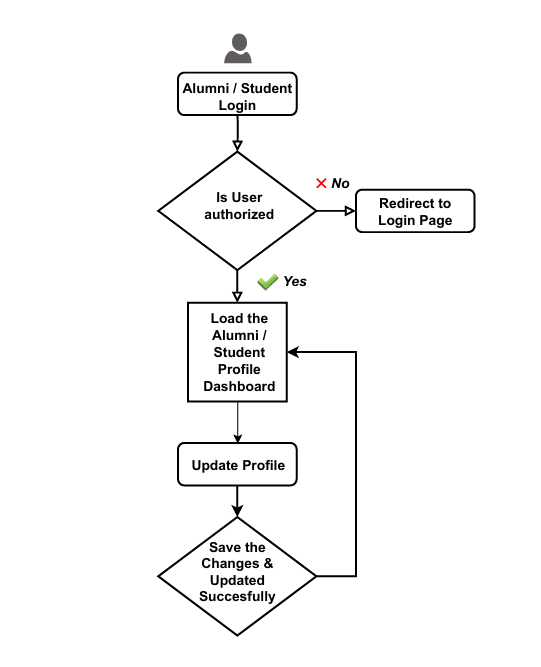 Alumni / Student
Login
Is User
authorized
No
Redirect to
Login Page
Yes
Load the
Alumni /
Student
Profile
Dashboard
Update Profile
Save the
Changes &
Updated
Succesfully